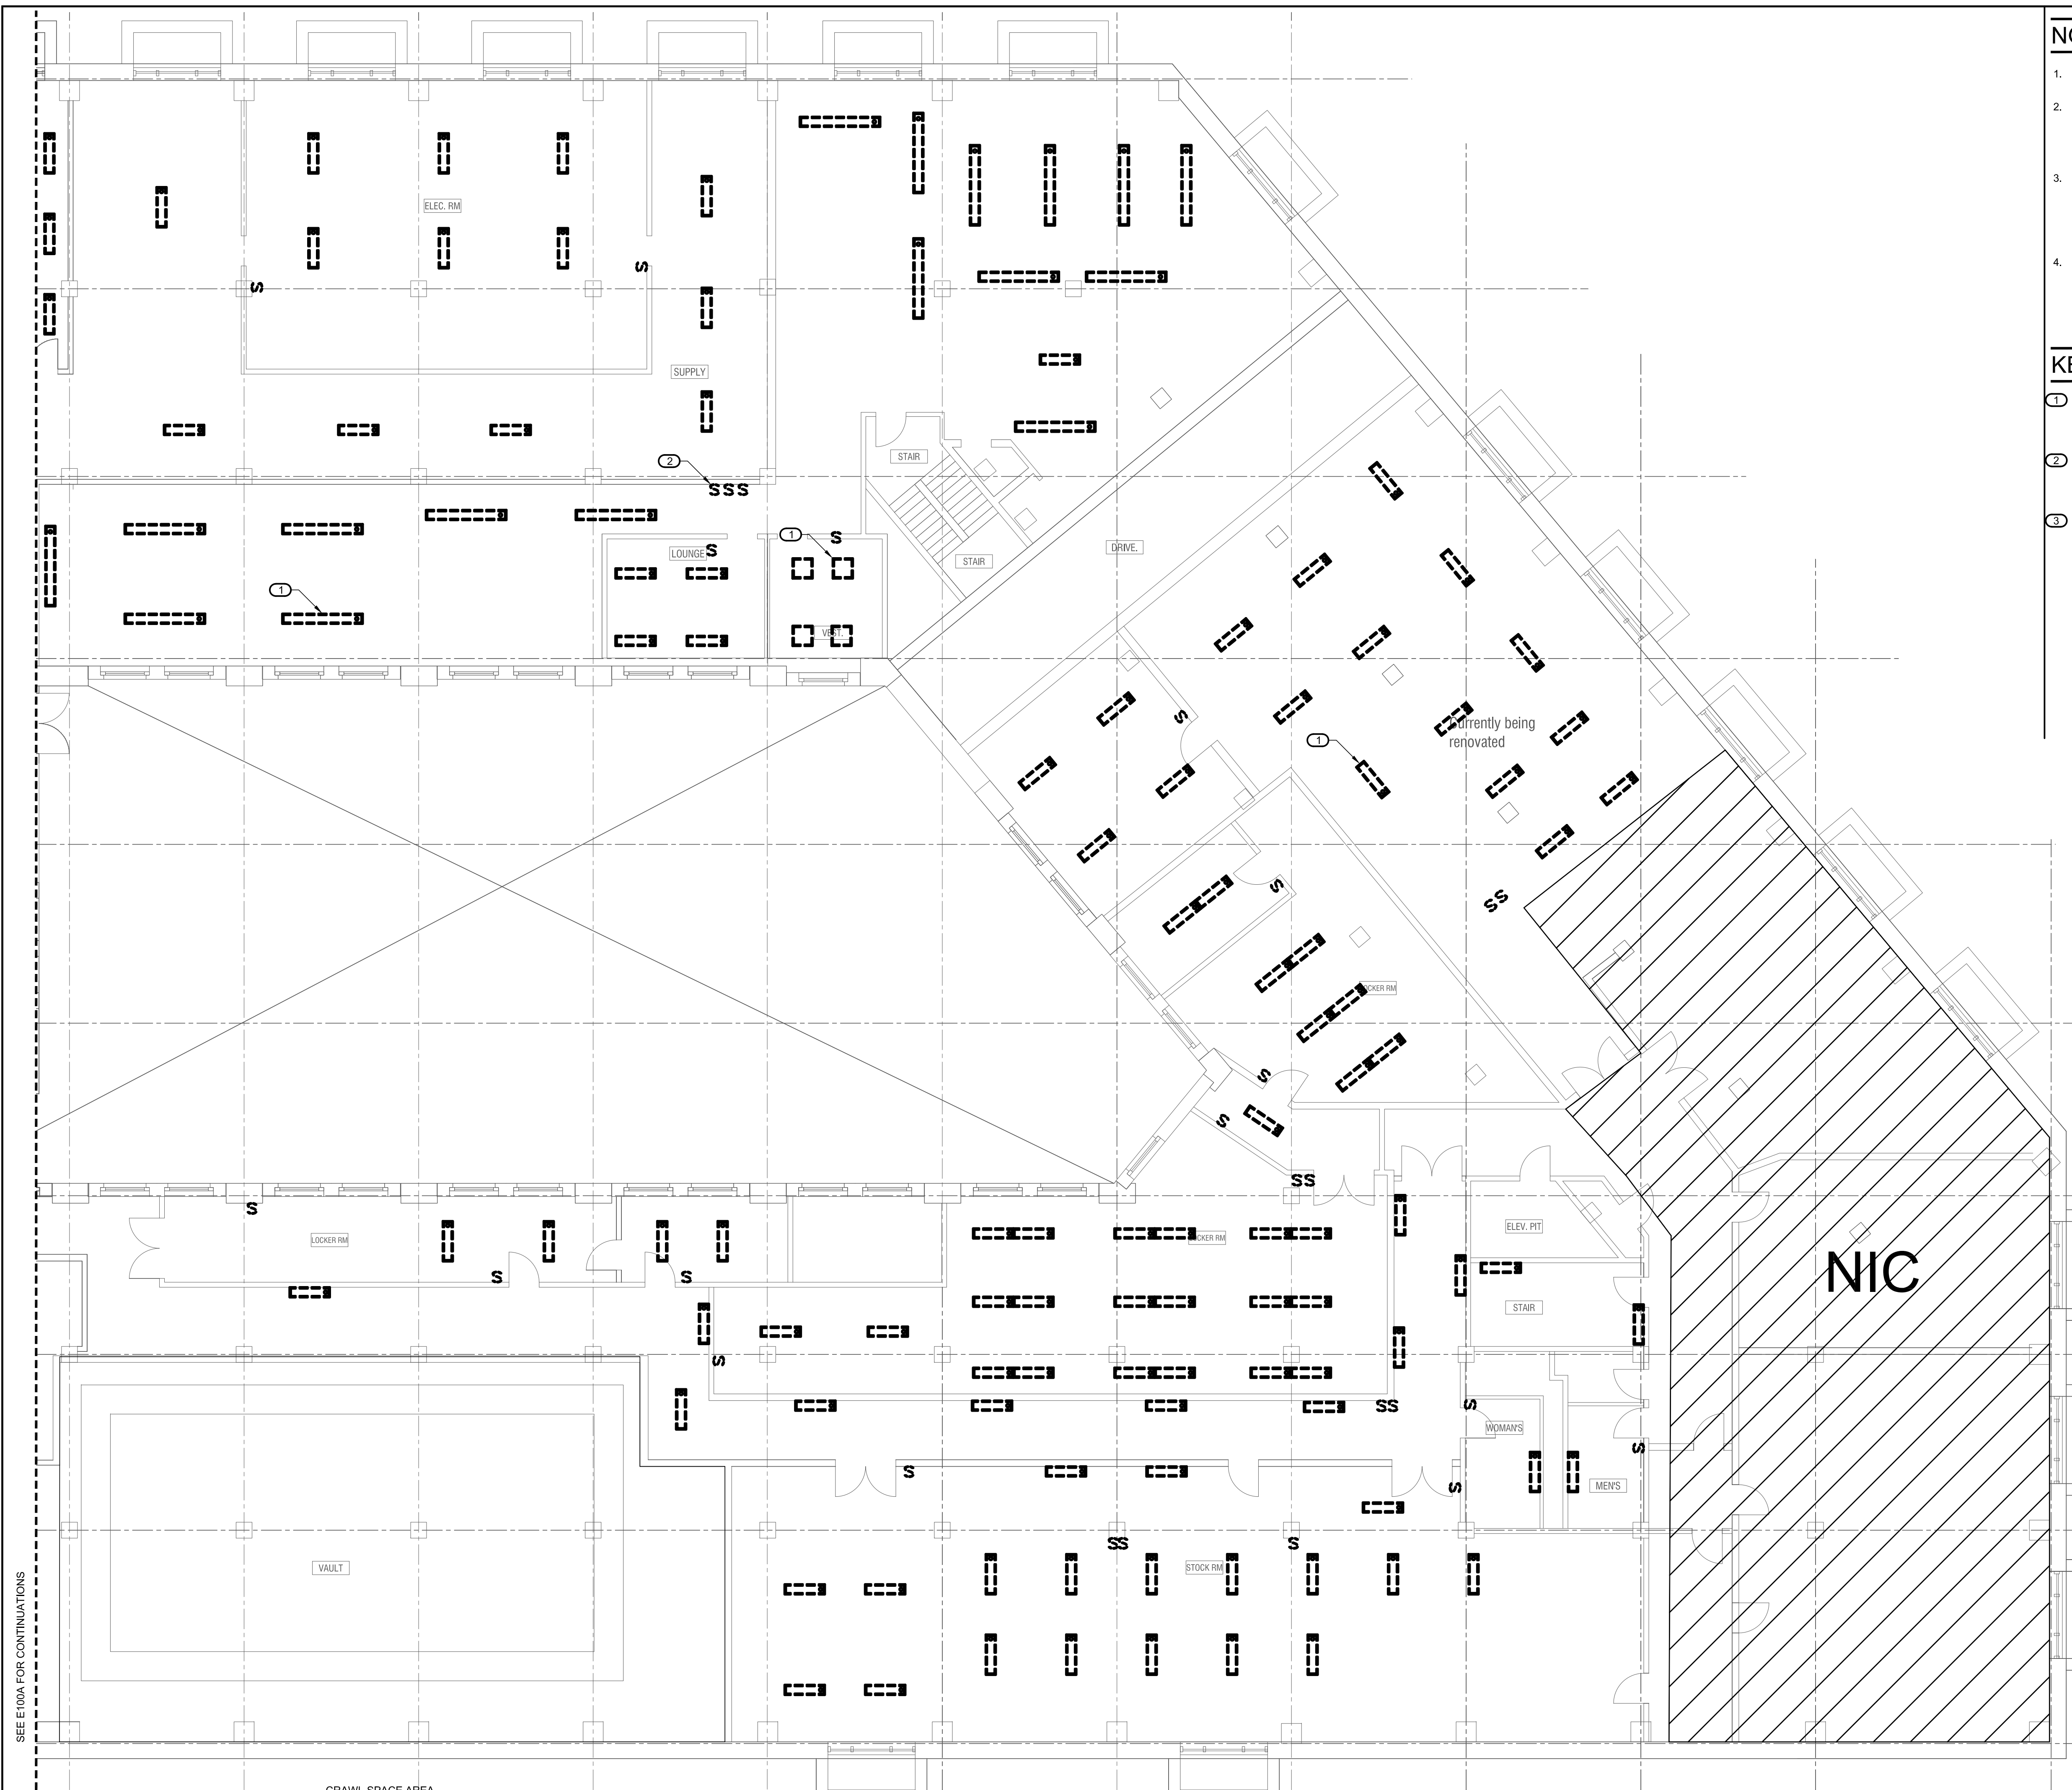 NO
1.
2.
3.
4.
KE
1
2
3
ELEC. RM
S
S
SUPPLY
2
SSS
STAIR
STAIR
DRIVE.
LOUNGE
S
1
S
VEST.
1
S
Currently being
renovated
1
S
SS
LOCKER RM
S
S
SS
S
LOCKER RM
S
S
S
LOCKER RM
ELEV. PIT
STAIR
NIC
SS
S
WOMAN'S
S
MEN'S
S
S
SS
S
STOCK RM
VAULT
SEE E100A FOR CONTINUATIONS
CRAWL SPACE AREA